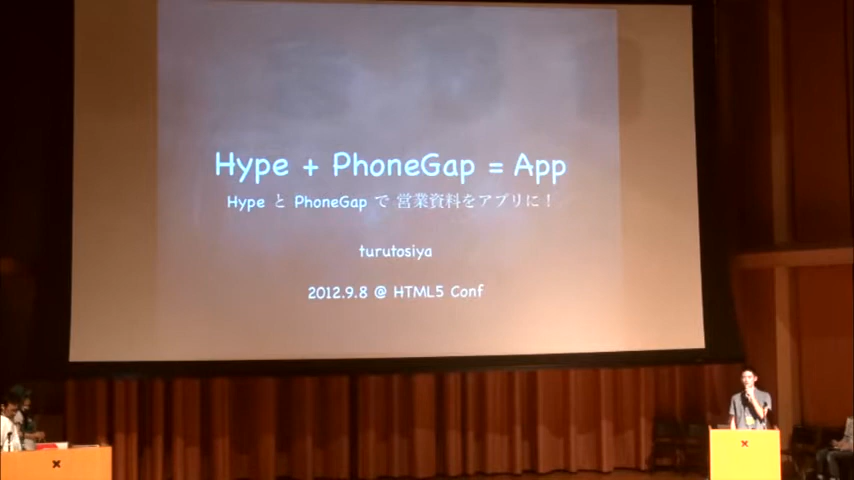 Hype + PhoneGap = App
Hype と PhoneGap で 営業資料をアプリに！
turutosiya
2012.9.8 @ HTML5 Conf